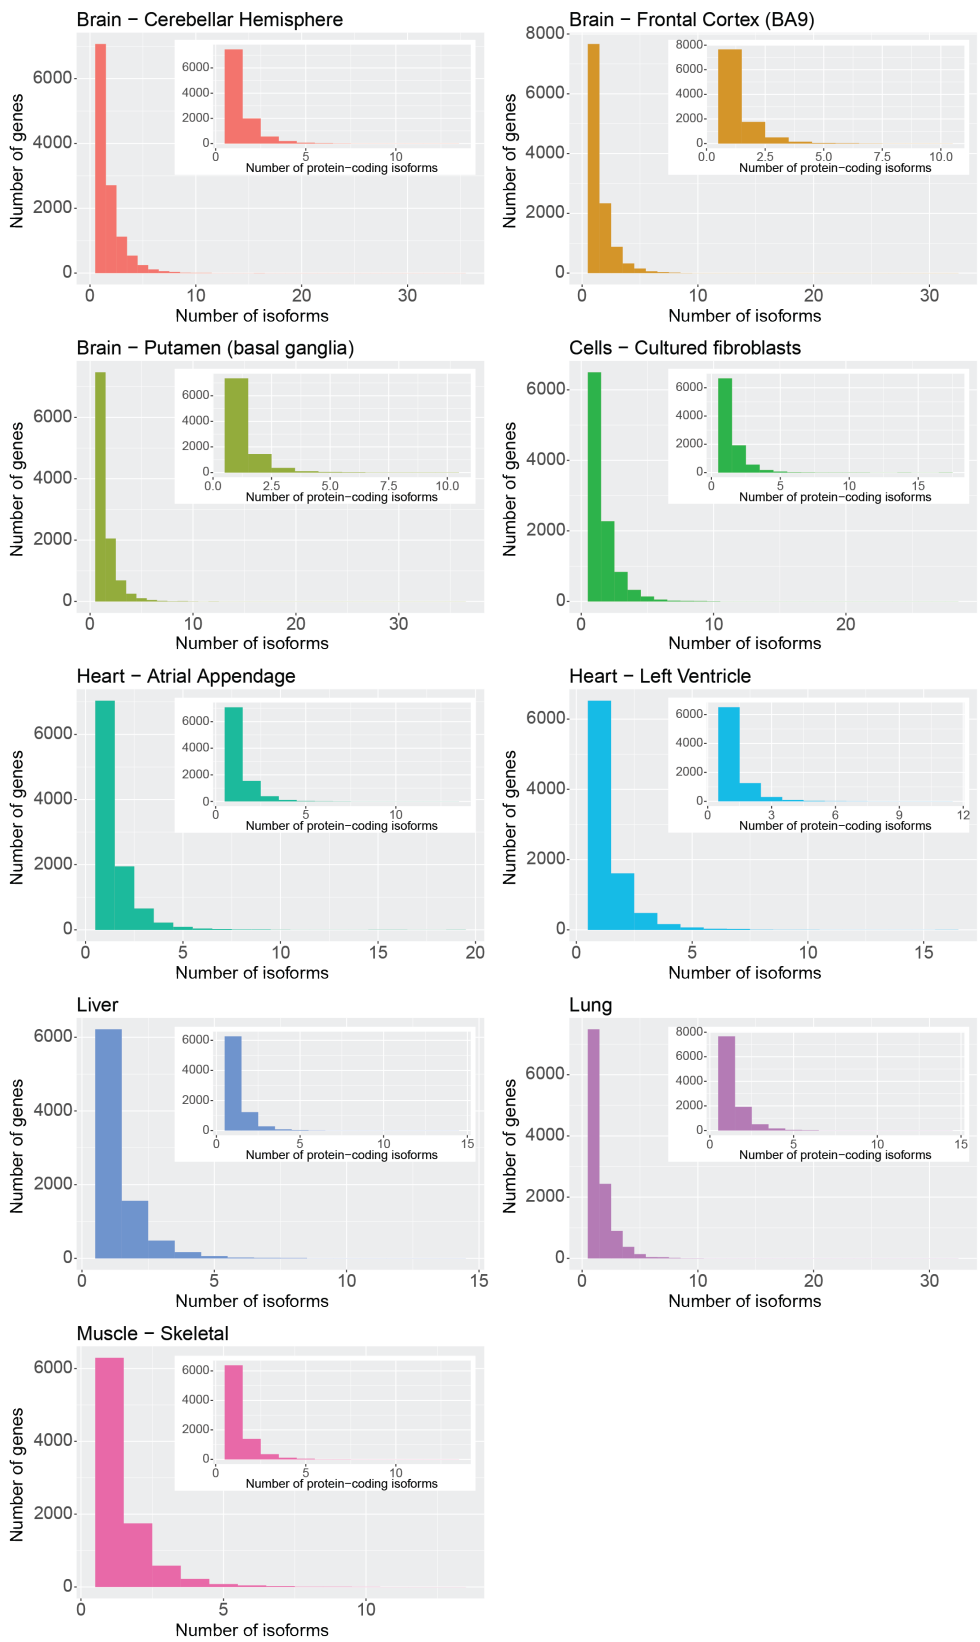 Brain − Cerebellar Hemisphere
Number of genes
6000
4000
2000
0
0 10 20 30
Number of isoforms
6000
4000
2000
0
0 5 10
Number of protein−coding isoforms
Brain − Frontal Cortex (BA9)
Number of genes
8000
6000
4000
2000
0
0 10 20 30
Number of isoforms
8000
6000
4000
2000
0
0.0 2.5 5.0 7.5 10.0
Number of protein−coding isoforms
Brain − Putamen (basal ganglia)
Number of genes
6000
4000
2000
0
0 10 20 30
Number of isoforms
6000
4000
2000
0
0.0 2.5 5.0 7.5 10.0
Number of protein−coding isoforms
Cells − Cultured fibroblasts
Number of genes
6000
4000
2000
0
0 10 20
Number of isoforms
6000
4000
2000
0
0 5 10 15
Number of protein−coding isoforms
Heart − Atrial Appendage
Number of genes
6000
4000
2000
0
0 5 10 15 20
Number of isoforms
6000
4000
2000
0
0 5 10
Number of protein−coding isoforms
Heart − Left Ventricle
Number of genes
6000
4000
2000
0
0 5 10 15
Number of isoforms
6000
4000
2000
0
0 3 6 9 12
Number of protein−coding isoforms
Liver
Number of genes
6000
4000
2000
0
0 5 10 15
Number of isoforms
6000
4000
2000
0
0 5 10 15
Number of protein−coding isoforms
Lung
Number of genes
6000
4000
2000
0
0 10 20 30
Number of isoforms
8000
6000
4000
2000
0
0 5 10 15
Number of protein−coding isoforms
Muscle − Skeletal
Number of genes
6000
4000
2000
0
0 5 10
Number of isoforms
6000
4000
2000
0
0 5 10
Number of protein−coding isoforms